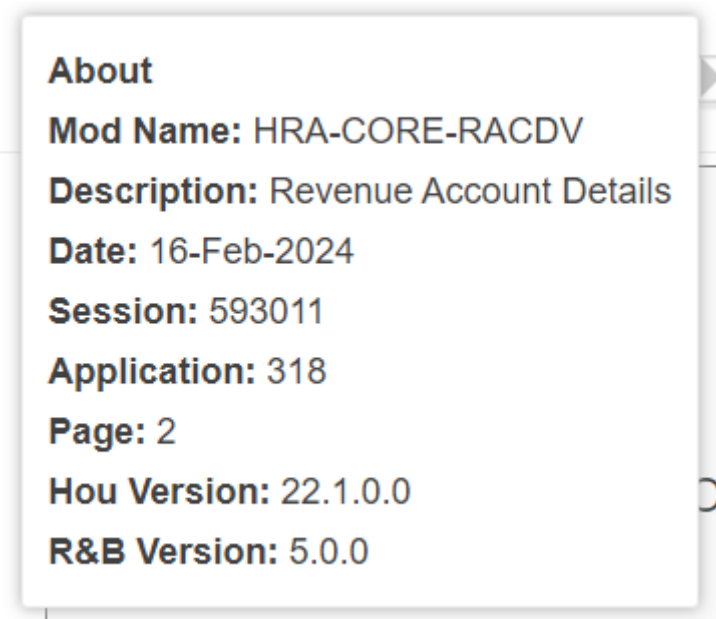 About
Mod Name: HRA-CORE-RACDV
Description: Revenue Account Details
Date: 16-Feb-2024
Session: 593011
Application: 318
Page: 2
Hou Version: 22.1.0.0
R&B Version: 5.0.0